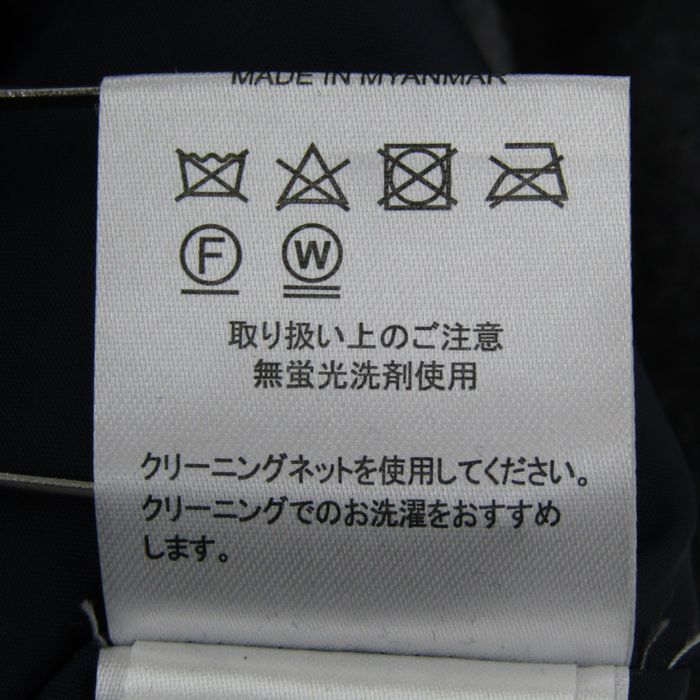 MADE IN MYANMAR
F
W
取り扱い上のご注意
無蛍光洗剤使用
クリーニングネットを使用してください。
クリーニングでのお洗濯をおすすめ
します。